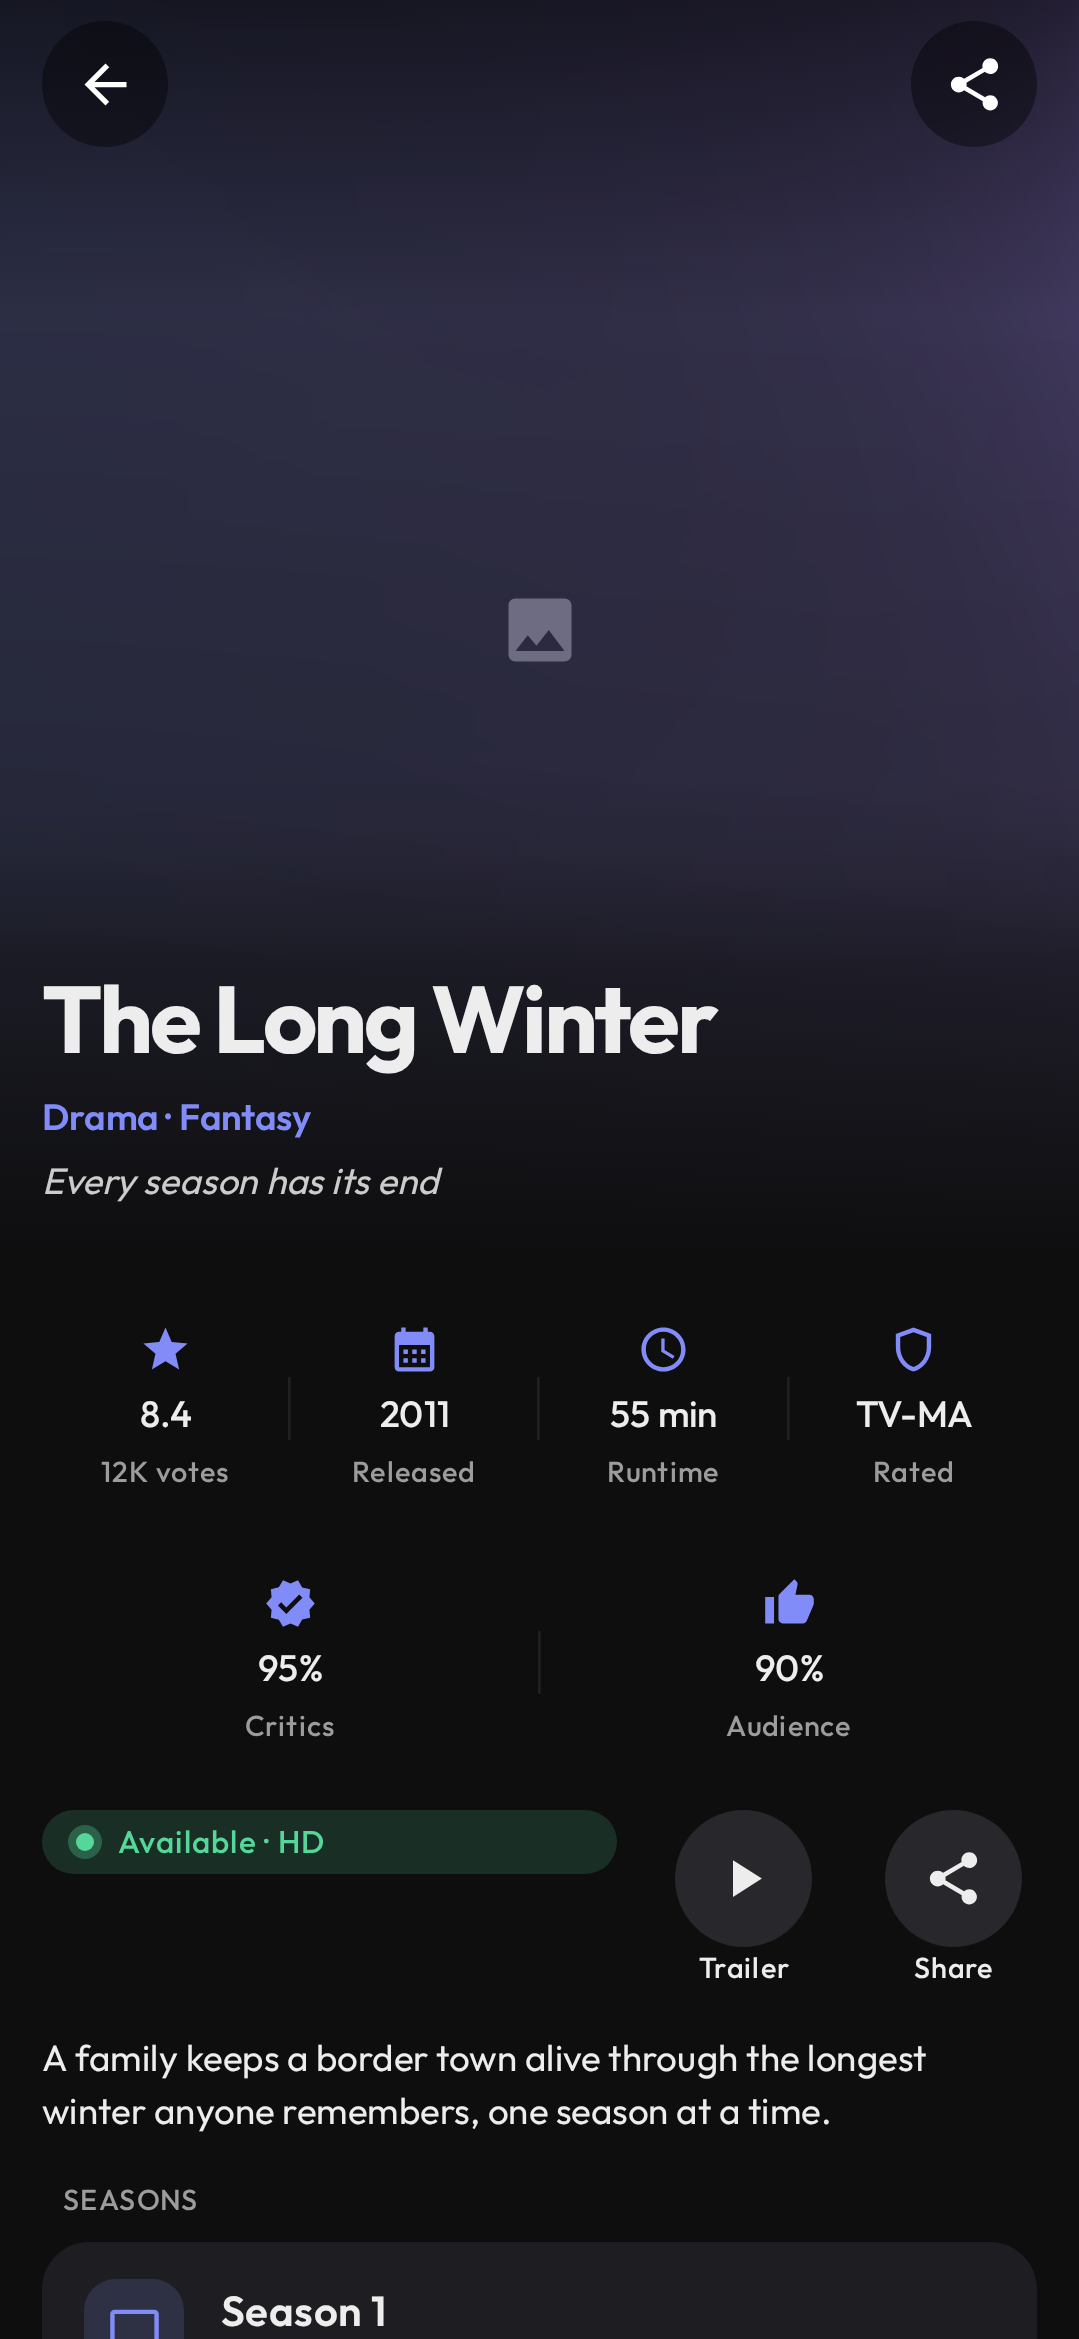 The Long Winter
Drama · Fantasy
Every season has its end
8.4
12K votes
2011
Released
55 min
Runtime
TV-MA
Rated
95%
Critics
90%
Audience
Available · HD
Trailer
Share
A family keeps a border town alive through the longest
winter anyone remembers, one season at a time.
SEASONS
Season 1